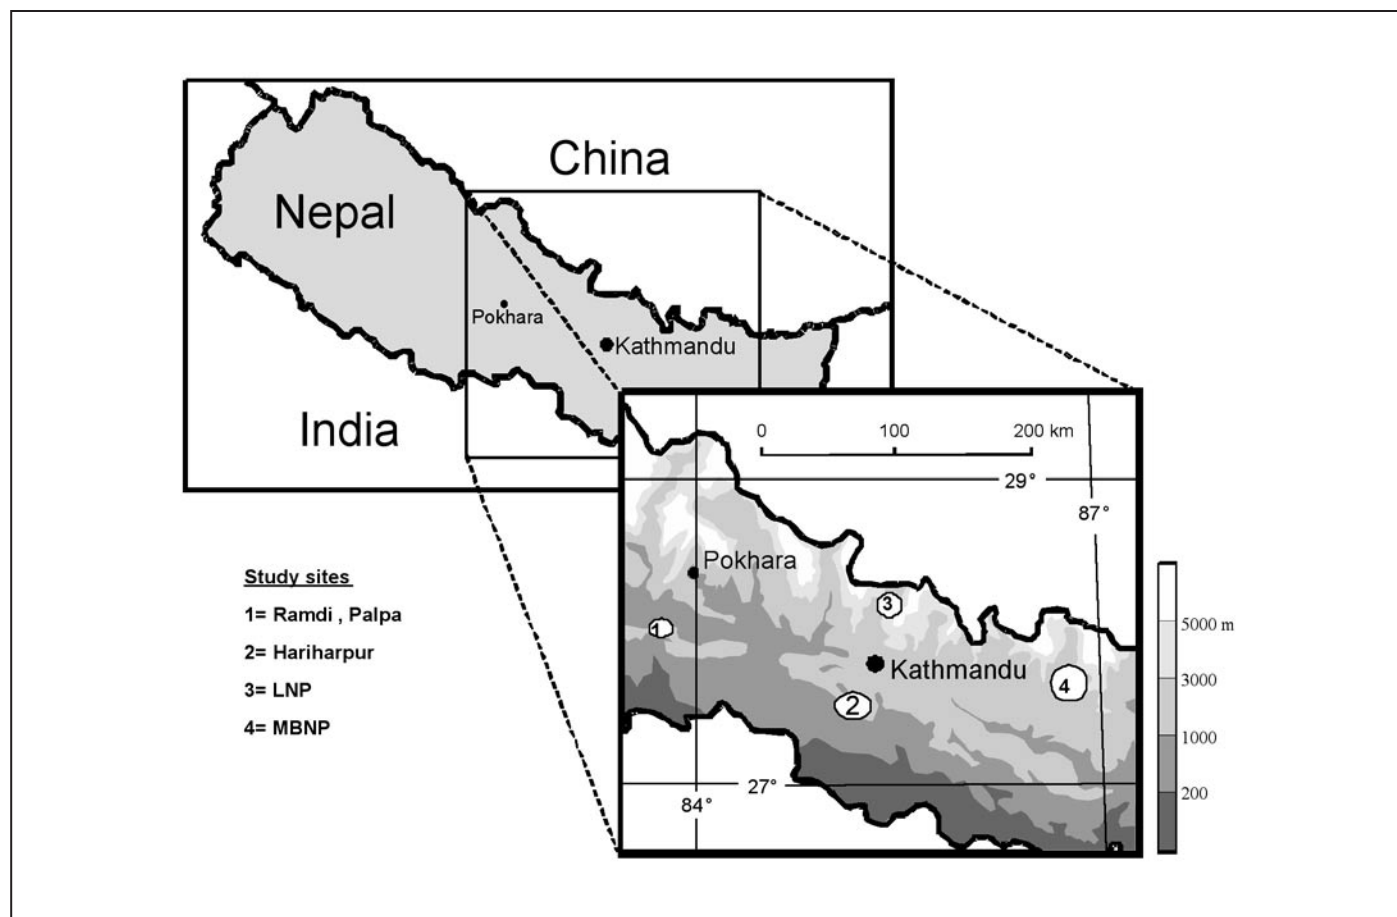 China
Nepal
Pokhara
Kathmandu
India
0 100 200 km
29°
87°
Pokhara
3
1
Kathmandu
4
2
27°
84°
5000 m
3000
1000
200
Study sites
1= Ramdi , Palpa
2= Hariharpur
3= LNP
4= MBNP